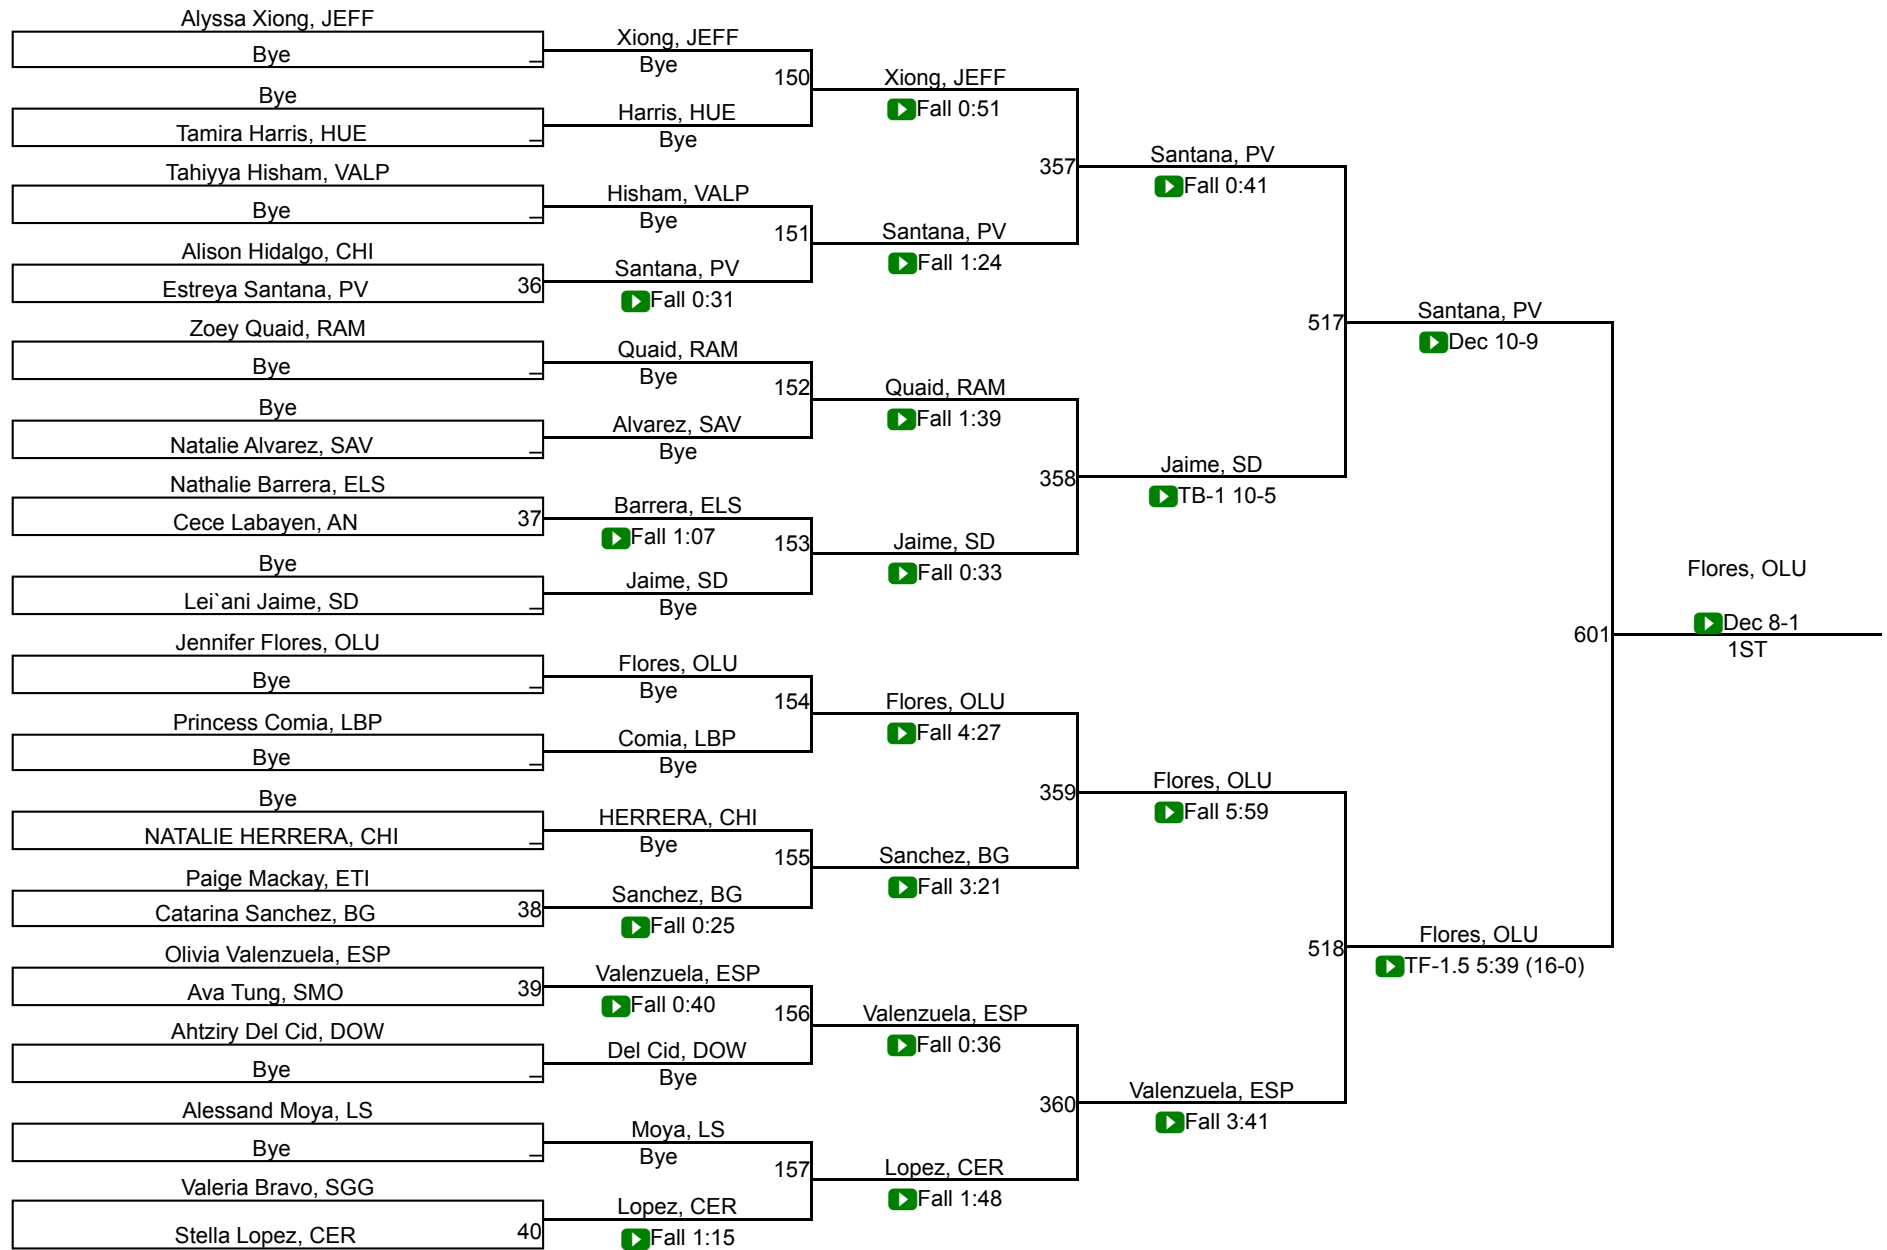 Alyssa Xiong, JEFF
Bye
Bye
Tamira Harris, HUE
Tahiyya Hisham, VALP
Bye
Alison Hidalgo, CHI
Estreya Santana, PV
36
Zoey Quaid, RAM
Bye
Bye
Natalie Alvarez, SAV
Nathalie Barrera, ELS
Cece Labayen, AN
37
Bye
Lei`ani Jaime, SD
Jennifer Flores, OLU
Bye
Princess Comia, LBP
Bye
Bye
NATALIE HERRERA, CHI
Paige Mackay, ETI
Catarina Sanchez, BG
38
Olivia Valenzuela, ESP
Ava Tung, SMO
39
Ahtziry Del Cid, DOW
Bye
Alessand Moya, LS
Bye
Valeria Bravo, SGG
Stella Lopez, CER
40
Xiong, JEFF
Bye
150
Harris, HUE
Bye
Hisham, VALP
Bye
151
Santana, PV
Fall 0:31
Quaid, RAM
Bye
152
Alvarez, SAV
Bye
Barrera, ELS
Fall 1:07
153
Jaime, SD
Bye
Flores, OLU
Bye
154
Comia, LBP
Bye
HERRERA, CHI
Bye
155
Sanchez, BG
Fall 0:25
Valenzuela, ESP
Fall 0:40
156
Del Cid, DOW
Bye
Moya, LS
Bye
157
Lopez, CER
Fall 1:15
Xiong, JEFF
Fall 0:51
357
Santana, PV
Fall 1:24
Quaid, RAM
Fall 1:39
358
Jaime, SD
Fall 0:33
Flores, OLU
Fall 4:27
359
Sanchez, BG
Fall 3:21
Valenzuela, ESP
Fall 0:36
360
Lopez, CER
Fall 1:48
Santana, PV
Fall 0:41
517
Jaime, SD
TB-1 10-5
Flores, OLU
Fall 5:59
518
Valenzuela, ESP
Fall 3:41
Santana, PV
Dec 10-9
601
Flores, OLU
TF-1.5 5:39 (16-0)
Flores, OLU
Dec 8-1
1ST